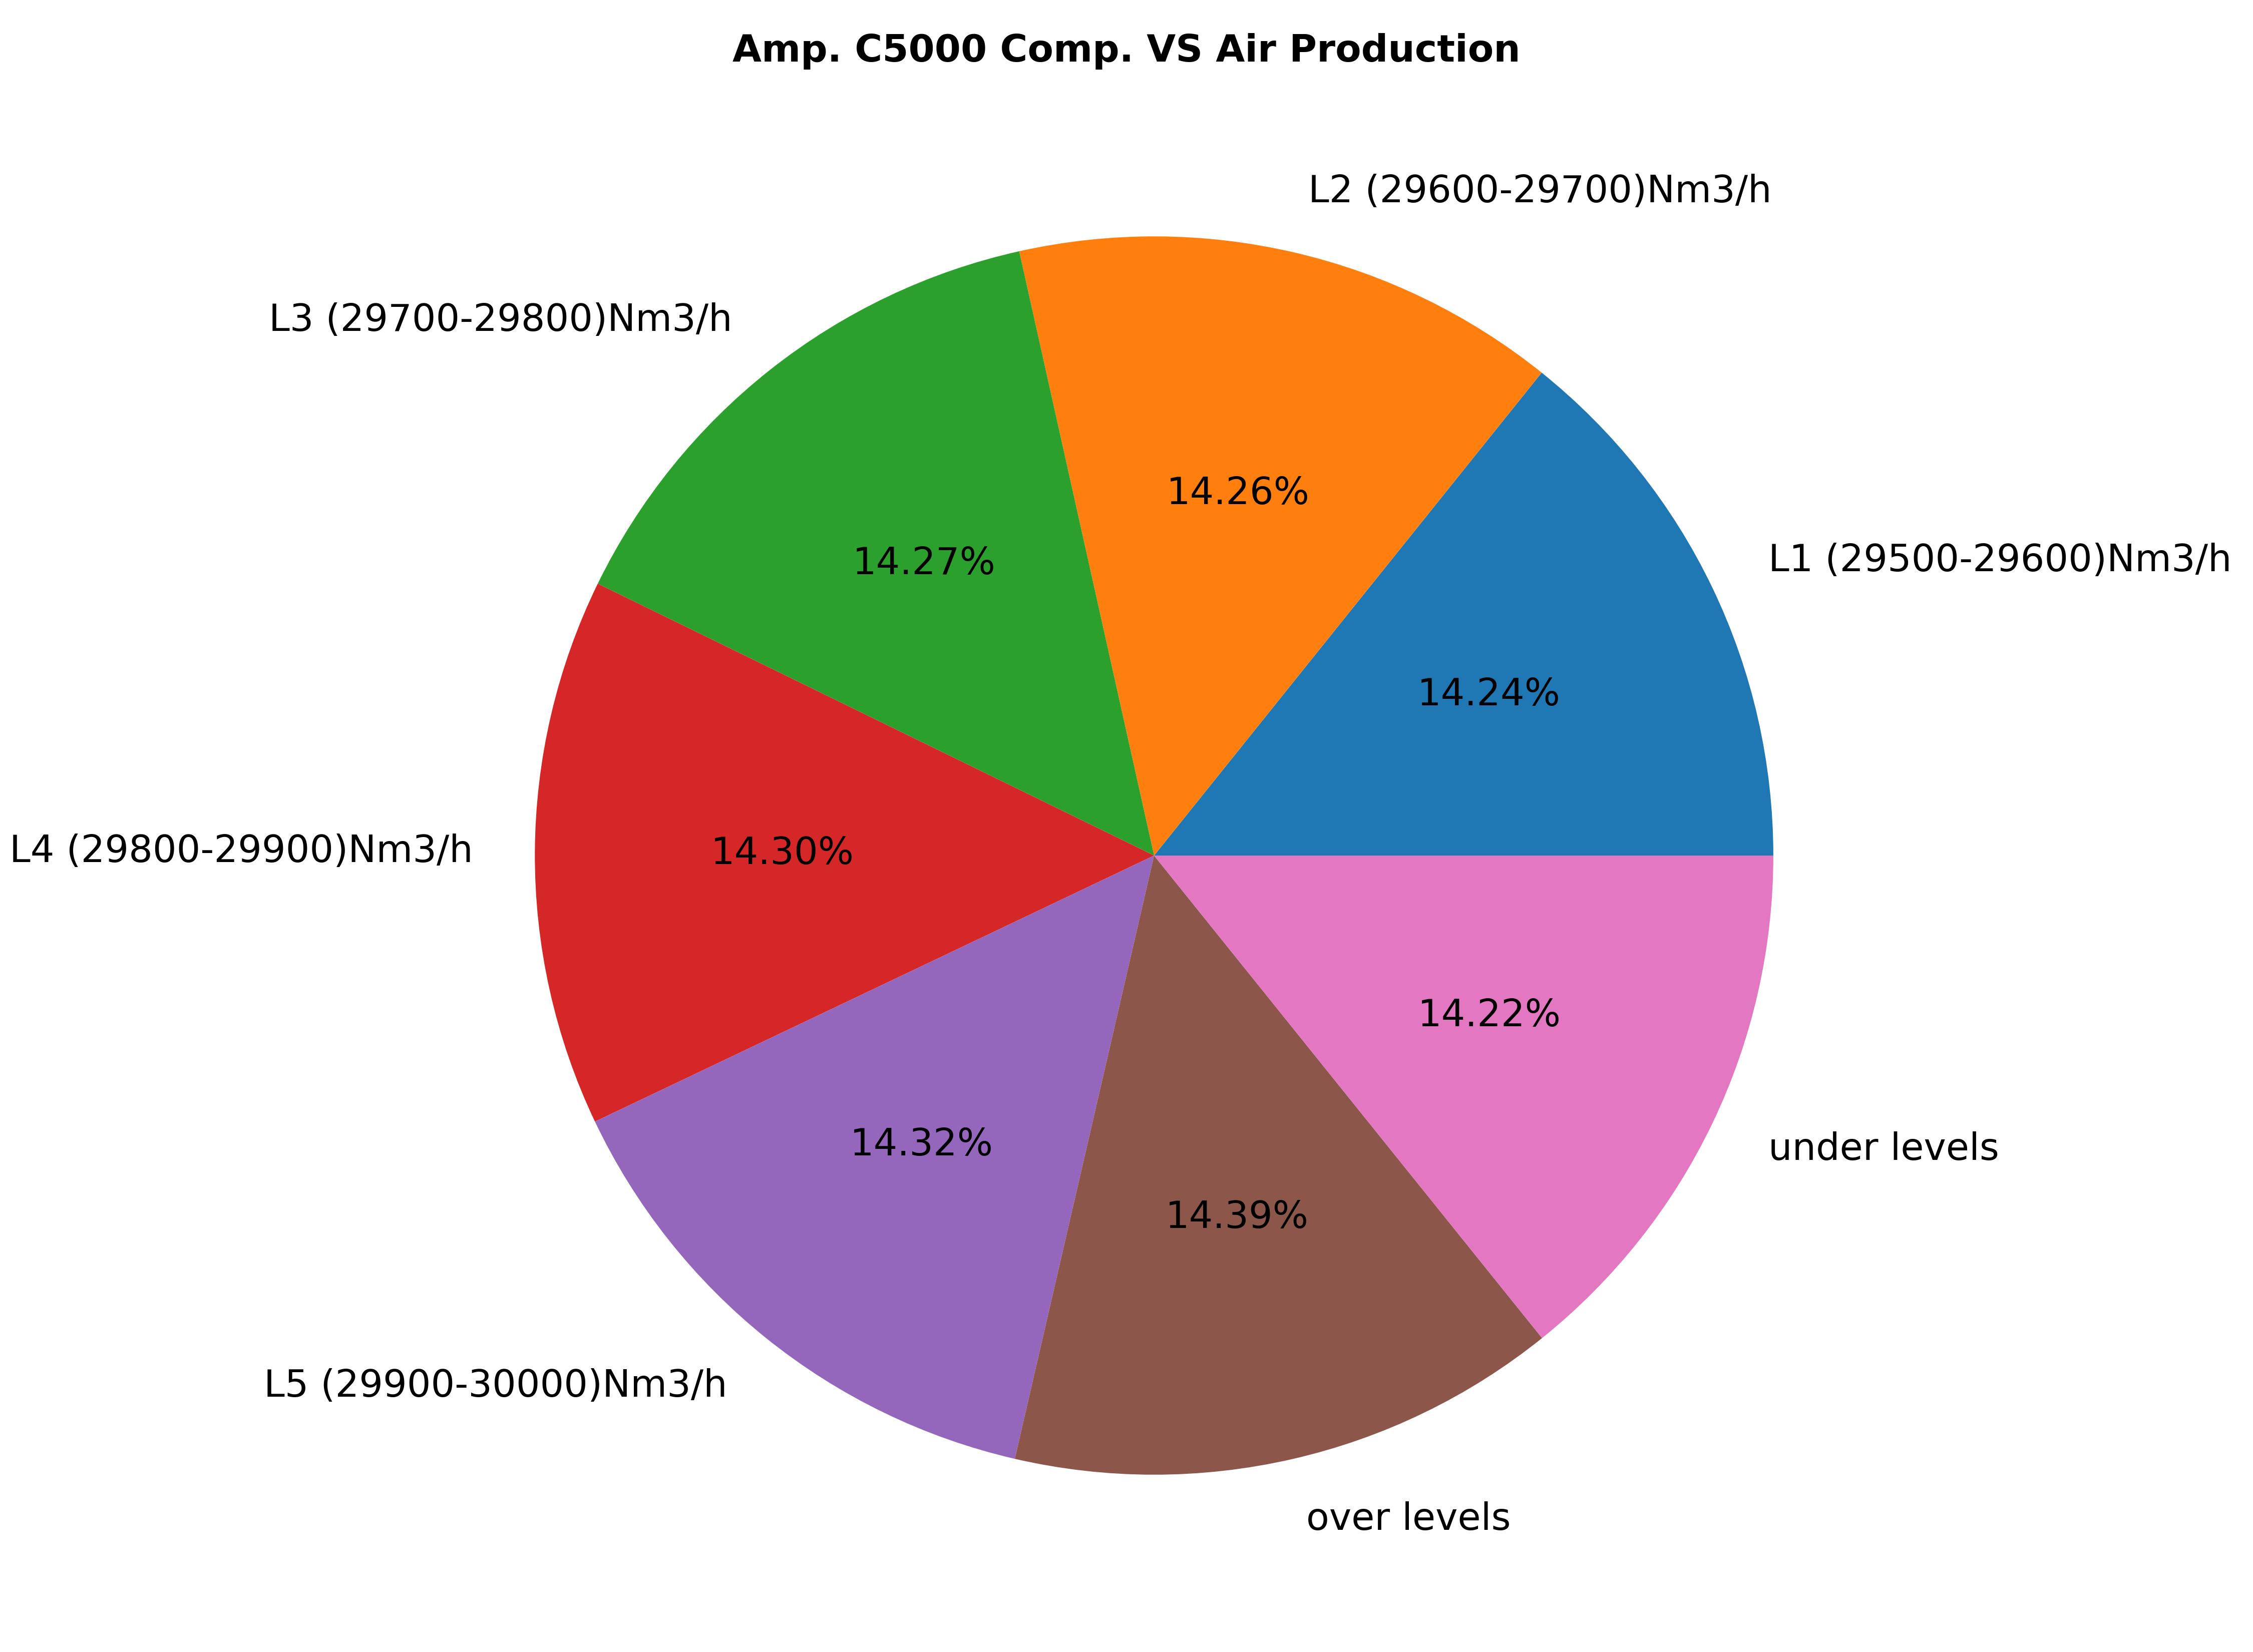 Amp. C5000 Comp. VS Air Production
L2 (29600-29700)Nm3/h
L3 (29700-29800)Nm3/h
14.26%
14.27%
L1 (29500-29600)Nm3/h
14.24%
L4 (29800-29900)Nm3/h
14.30%
14.22%
14.32%
under levels
14.39%
L5 (29900-30000)Nm3/h
over levels